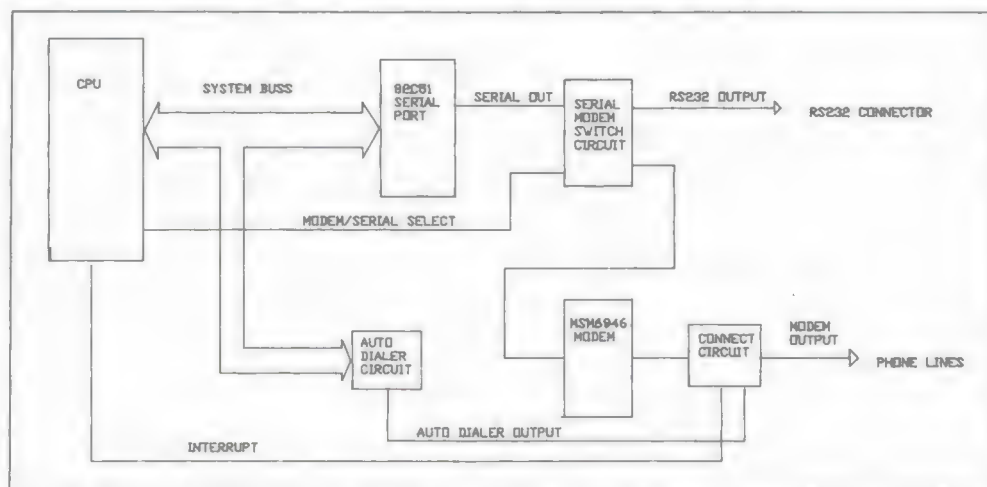 CPU
SYSTEM BUSS
82C51
SERIAL
PORT
SERIAL OUT
SERIAL
MODEM
SWITCH
CIRCUIT
RS232 OUTPUT
RS232 CONNECTOR
MODEM/SERIAL SELECT
AUTO
DIALER
CIRCUIT
MSM6946
MODEM
CONNECT
CIRCUIT
MODEM
OUTPUT
PHONE LINES
AUTO DIALER OUTPUT
INTERRUPT